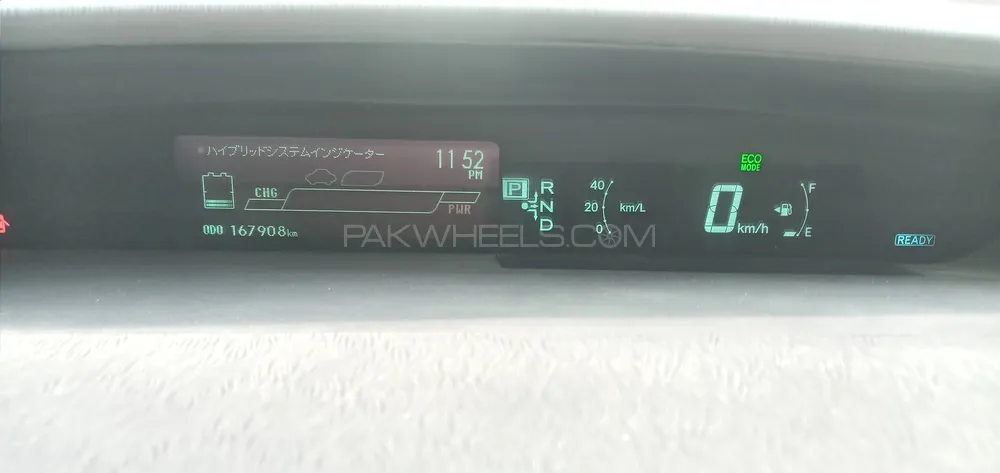 ハイブリッドシステムインジケーター
11 52
PM
CHG
PWR
ODO 167908km
P
R
N
D
40
20
0
km/L
ECO
MODE
0 km/h
F
E
READY
PAKWHEELS.COM